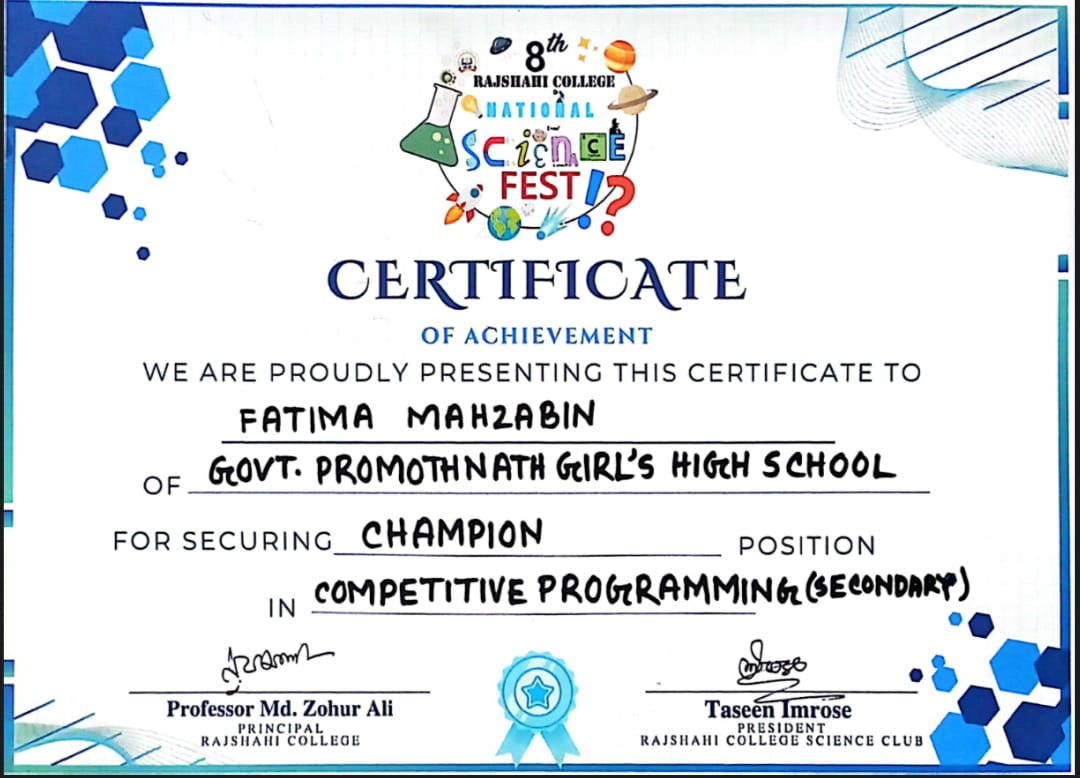 8th
RAJSHAHI COLLEGE
NATIONAL
SCIENCE
FEST!?
CERTIFICATE
OF ACHIEVEMENT
WE ARE PROUDLY PRESENTING THIS CERTIFICATE TO
FATIMA MAHZABIN
OF GOVT. PROMOTHNATH GIRL'S HIGH SCHOOL
FOR SECURING CHAMPION POSITION
IN COMPETITIVE PROGRAMMING (SECONDARY)
Professor Md. Zohur Ali
PRINCIPAL
RAJSHAHI COLLEGE
Taseen Imrose
PRESIDENT
RAJSHAHI COLLEGE SCIENCE CLUB